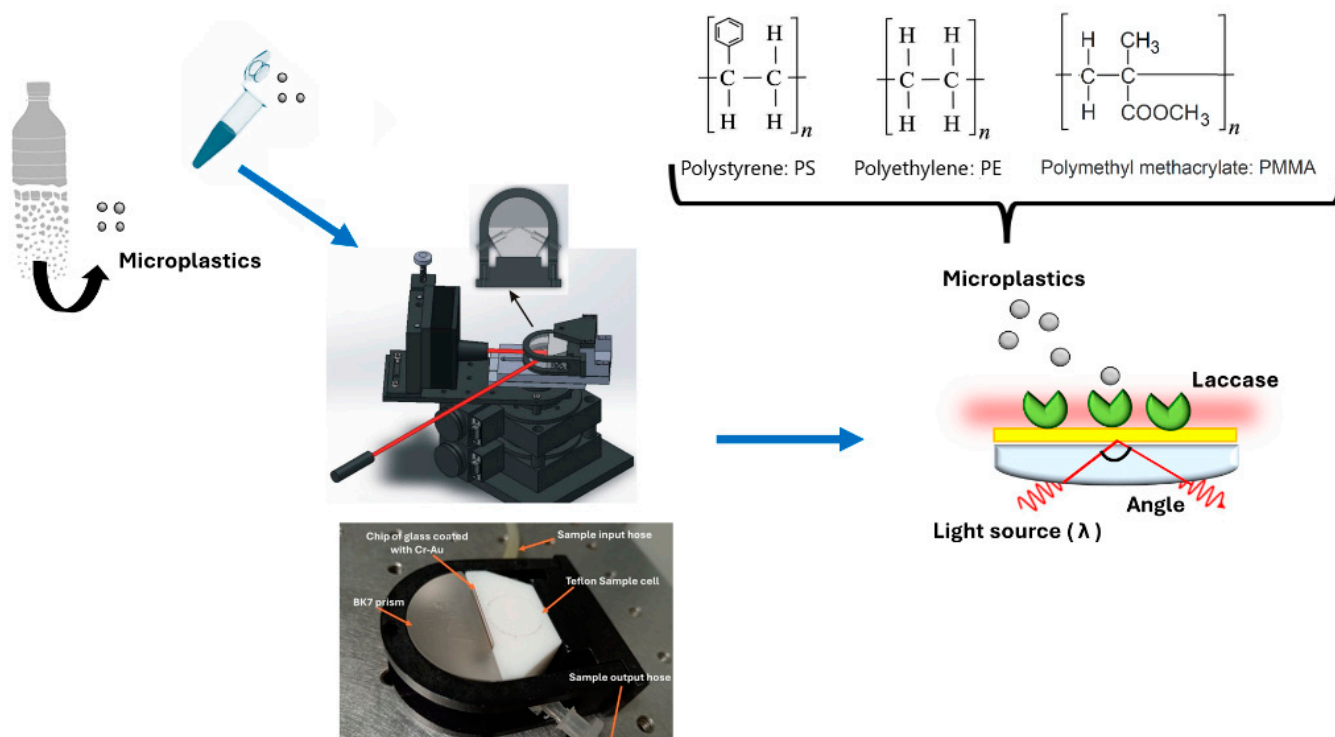 Microplastics
H
C
C
H
H
H
n
Polystyrene: PS
H
H
C
C
H
H
n
Polyethylene: PE
H
CH3
C
C
H
COOCH3
n
Polymethyl methacrylate: PMMA
Microplastics
Laccase
Angle
Light source (λ)
Chip of glass coated
with Cr-Au
Sample input hose
BK7 prism
Teflon Sample cell
Sample output hose